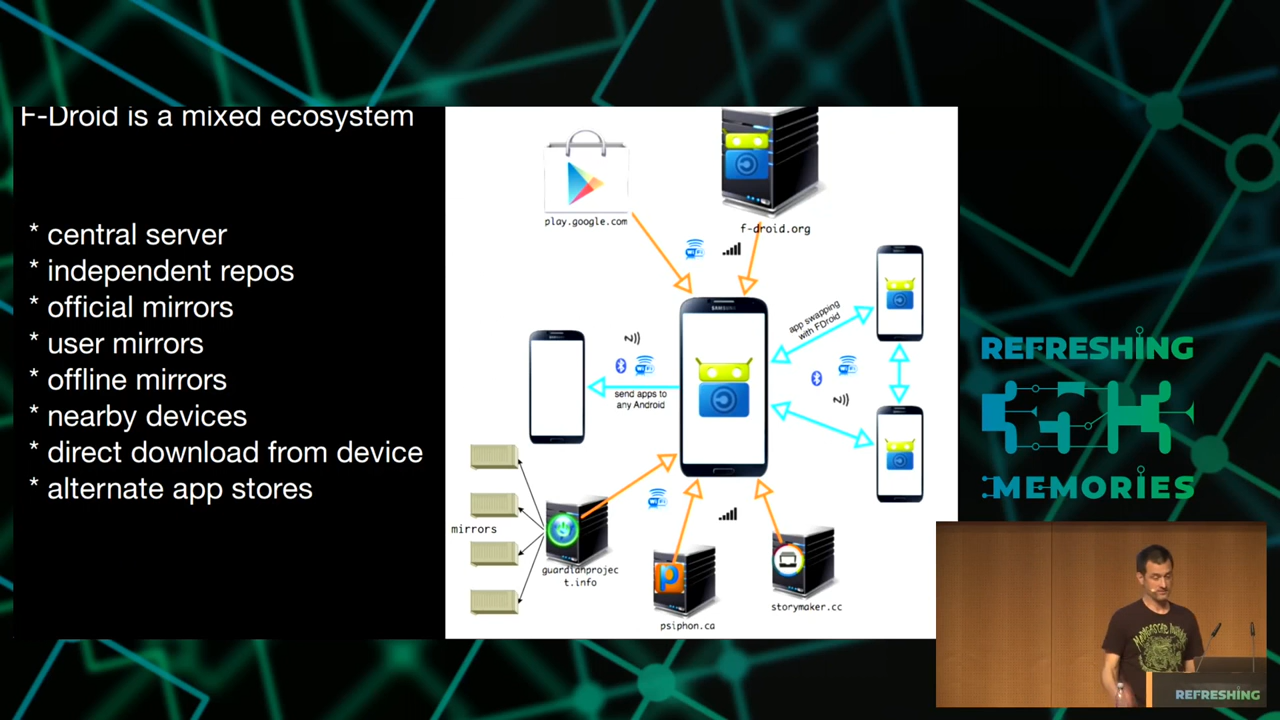 F-Droid is a mixed ecosystem
* central server
* independent repos
* official mirrors
* user mirrors
* offline mirrors
* nearby devices
* direct download from device
* alternate app stores
play.google.com
f-droid.org
SAMSUNG
app swapping
with FDroid
send apps to
any Android
mirrors
guardianprojec
t.info
psiphon.ca
storymaker.cc
REFRESHING
MEMORIES
REFRESHING